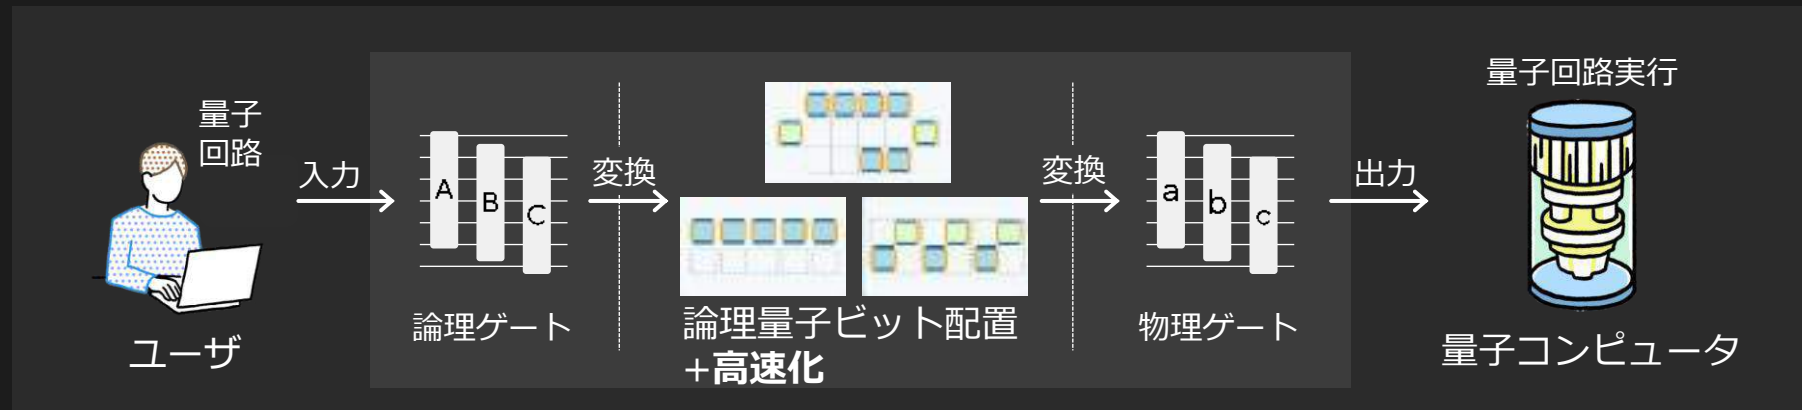 量子
回路
入力
ユーザ
A
B
C
論理ゲート
変換
論理量子ビット配置
+高速化
変換
a
b
c
物理ゲート
出力
量子回路実行
量子コンピュータ